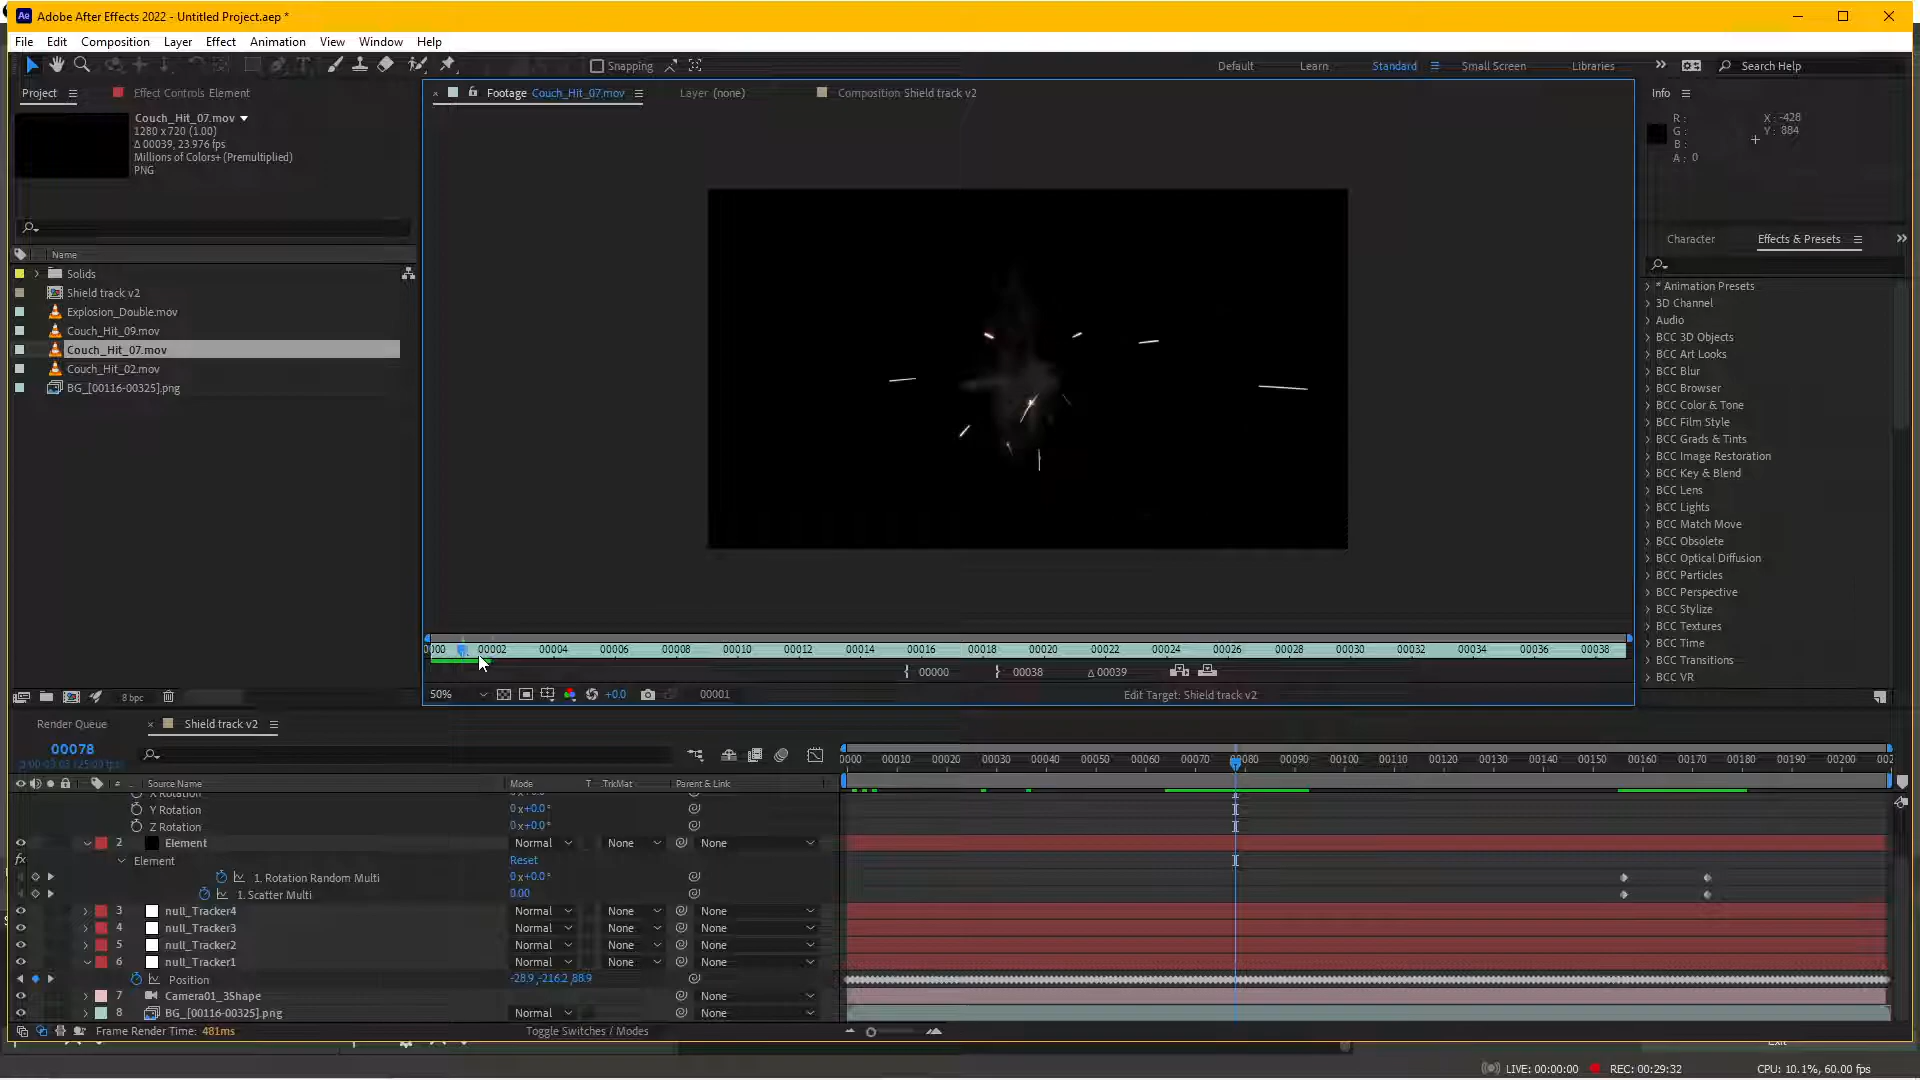 Adobe After Effects 2022 - Untitled Project.aep *
File Edit Composition Layer Effect Animation View Window Help
Snapping Default Learn Standard Small Screen Libraries Search Help
Project Effect Controls Element
Couch_Hit_07.mov
1280 x 720 (1.00)
Δ 00039, 23.976 fps
Millions of Colors+ (Premultiplied)
PNG
Name
Solids
Shield track v2
Explosion_Double.mov
Couch_Hit_09.mov
Couch_Hit_07.mov
Couch_Hit_02.mov
BG_[00116-00325].png
8 bpc
Footage Couch_Hit_07.mov Layer (none) Composition Shield track v2
0000 00002 00004 00006 00008 00010 00012 00014 00016 00018 00020 00022 00024 00026 00028 00030 00032 00034 00036 00038
00000 00038 Δ 00039
50% +0.0 00001 Edit Target: Shield track v2
Info
R :
G :
B :
A : 0
X : -428
Y : 884
Character Effects & Presets
* Animation Presets
3D Channel
Audio
BCC 3D Objects
BCC Art Looks
BCC Blur
BCC Browser
BCC Color & Tone
BCC Film Style
BCC Grads & Tints
BCC Image Restoration
BCC Key & Blend
BCC Lens
BCC Lights
BCC Match Move
BCC Obsolete
BCC Optical Diffusion
BCC Particles
BCC Perspective
BCC Stylize
BCC Textures
BCC Time
BCC Transitions
BCC VR
Render Queue Shield track v2
00078
0000 00010 00020 00030 00040 00050 00060 00070 00080 00090 00100 00110 00120 00130 00140 00150 00160 00170 00180 00190 00200 002
# Source Name Mode T TrkMat Parent & Link
X Rotation 0 x+0.0°
Y Rotation 0 x+0.0°
Z Rotation 0 x+0.0°
2 Element Normal None None
fx Element Reset
1. Rotation Random Multi 0 x+0.0°
1. Scatter Multi 0.00
3 null_Tracker4 Normal None None
4 null_Tracker3 Normal None None
5 null_Tracker2 Normal None None
6 null_Tracker1 Normal None None
Position -28.9,-216.2,88.9
7 Camera01_3Shape None
8 BG_[00116-00325].png Normal None
Frame Render Time: 481ms Toggle Switches / Modes
Exit
LIVE: 00:00:00 REC: 00:29:32 CPU: 10.1%, 60.00 fps